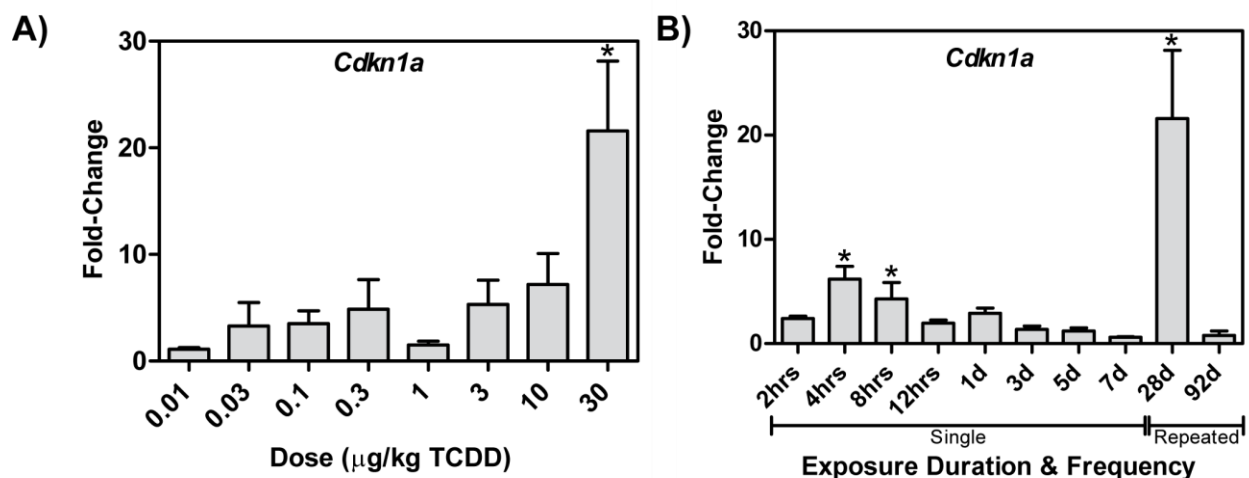 A)
Cdkn1a
*
30
20
10
0
Fold-Change
0.01 0.03 0.1 0.3 1 3 10 30
Dose (μg/kg TCDD)
B)
Cdkn1a
*
* *
30
20
10
0
Fold-Change
2hrs 4hrs 8hrs 12hrs 1d 3d 5d 7d 28d 92d
Single Repeated
Exposure Duration & Frequency